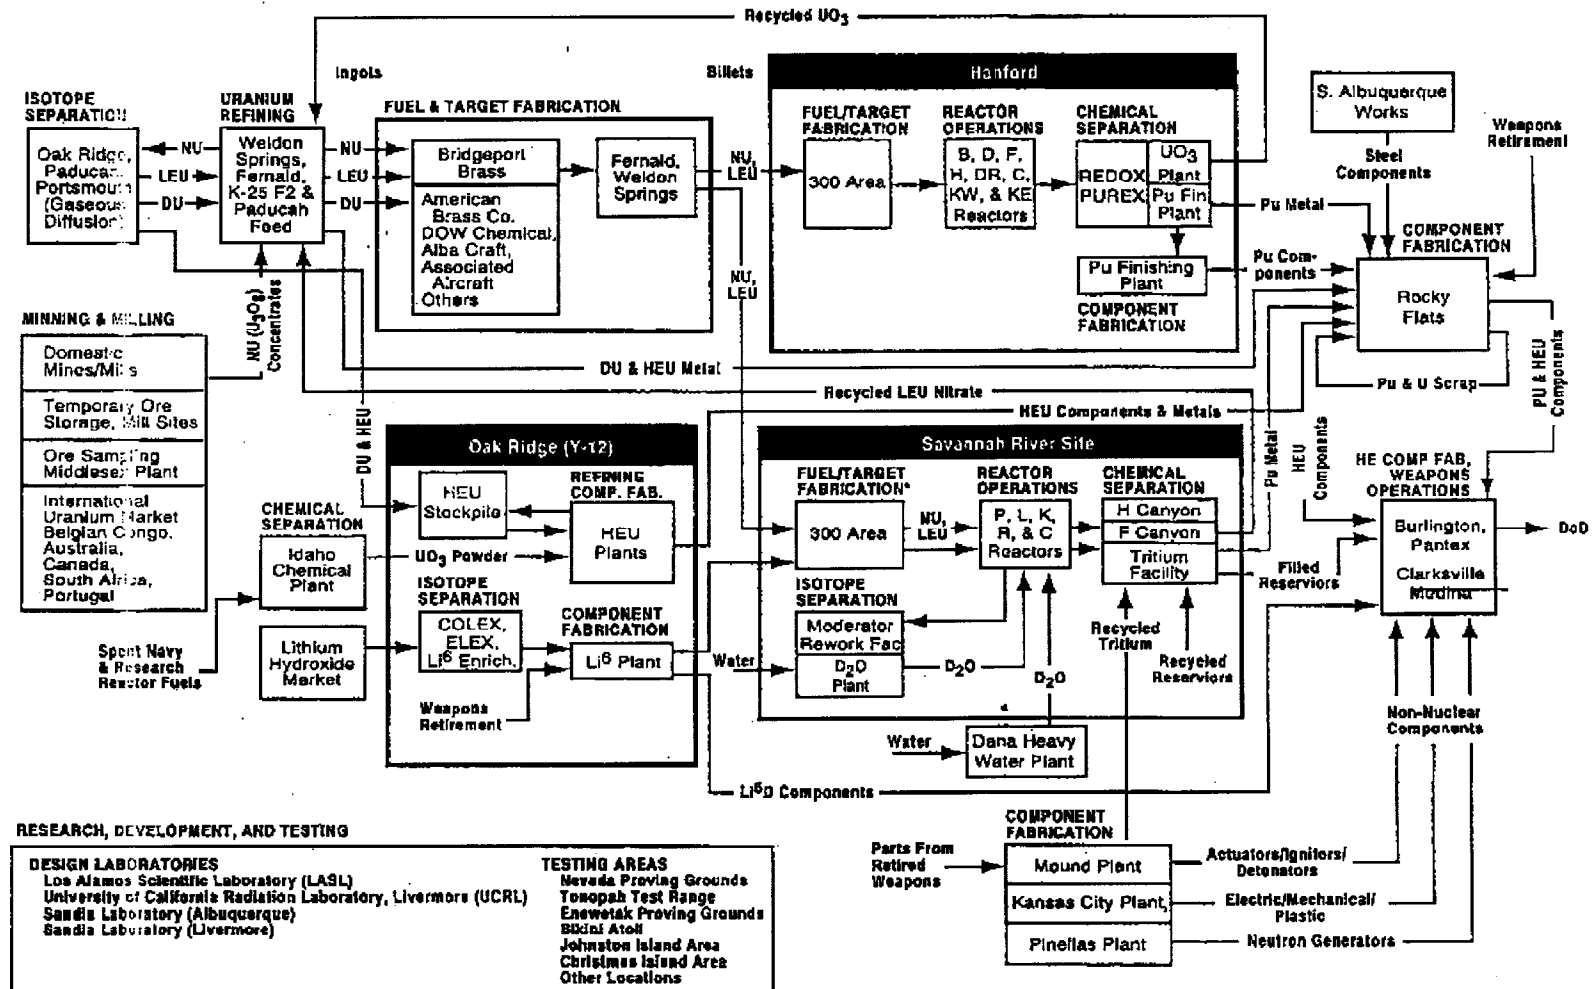 Recycled UO3
Ingots
Billets
ISOTOPE
SEPARATION
Oak Ridge,
Paducah,
Portsmouth
(Gaseous
Diffusion)
NU
LEU
DU
URANIUM
REFINING
Weldon
Springs,
Fernald,
K-25 F2 &
Paducah
Feed
NU
LEU
DU
FUEL & TARGET FABRICATION
Bridgeport
Brass
American
Brass Co.
DOW Chemical,
Alba Craft,
Associated
Aircraft
Others
Fernald,
Weldon
Springs
NU,
LEU
NU,
LEU
Hanford
FUEL/TARGET
FABRICATION
300 Area
REACTOR
OPERATIONS
B, D, F,
H, DR, C,
KW, & KE
Reactors
CHEMICAL
SEPARATION
REDOX
PUREX
UO3
Plant
Pu Fin
Plant
Pu Finishing
Plant
COMPONENT
FABRICATION
S. Albuquerque
Works
Steel
Components
Weapons
Retirement
Pu Metal
Pu Com-
ponents
COMPONENT
FABRICATION
Rocky
Flats
Pu & U Scrap
PU & HEU
Components
MINNING & MILLING
Domestic
Mines/Mills
Temporary Ore
Storage, Mill Sites
Ore Sampling
Middlesex Plant
International
Uranium Market
Belgian Congo,
Australia,
Canada,
South Africa,
Portugal
NU (U3O8)
Concentrates
DU & HEU Metal
Recycled LEU Nitrate
HEU Components & Metals
DU & HEU
CHEMICAL
SEPARATION
Idaho
Chemical
Plant
UO3 Powder
Spent Navy
& Research
Reactor Fuels
Lithium
Hydroxide
Market
Oak Ridge (Y-12)
HEU
Stockpile
REFINING
COMP. FAB.
HEU
Plants
ISOTOPE
SEPARATION
COLEX,
ELEX,
Li6 Enrich.
COMPONENT
FABRICATION
Li6 Plant
Weapons
Retirement
Savannah River Site
FUEL/TARGET
FABRICATION*
300 Area
NU,
LEU
REACTOR
OPERATIONS
P, L, K,
R, & C
Reactors
CHEMICAL
SEPARATION
H Canyon
F Canyon
Tritium
Facility
ISOTOPE
SEPARATION
Moderator
Rework Fac
D2O
Plant
Water
D2O
D2O
Recycled
Tritium
Recycled
Reserviors
Pu Metal
HEU
Components
Filled
Reserviors
HE COMP FAB,
WEAPONS
OPERATIONS
Burlington,
Pantex
Clarksville
Medina
DoD
Water
Dana Heavy
Water Plant
Li6D Components
Non-Nuclear
Components
COMPONENT
FABRICATION
Parts From
Retired
Weapons
Mound Plant
Kansas City Plant,
Pinellas Plant
Actuators/Ignitors/
Detonators
Electric/Mechanical/
Plastic
Neutron Generators
RESEARCH, DEVELOPMENT, AND TESTING
DESIGN LABORATORIES
Los Alamos Scientific Laboratory (LASL)
University of California Radiation Laboratory, Livermore (UCRL)
Sandia Laboratory (Albuquerque)
Sandia Laboratory (Livermore)
TESTING AREAS
Nevada Proving Grounds
Tonopah Test Range
Enewetak Proving Grounds
Bikini Atoll
Johnston Island Area
Christmas Island Area
Other Locations